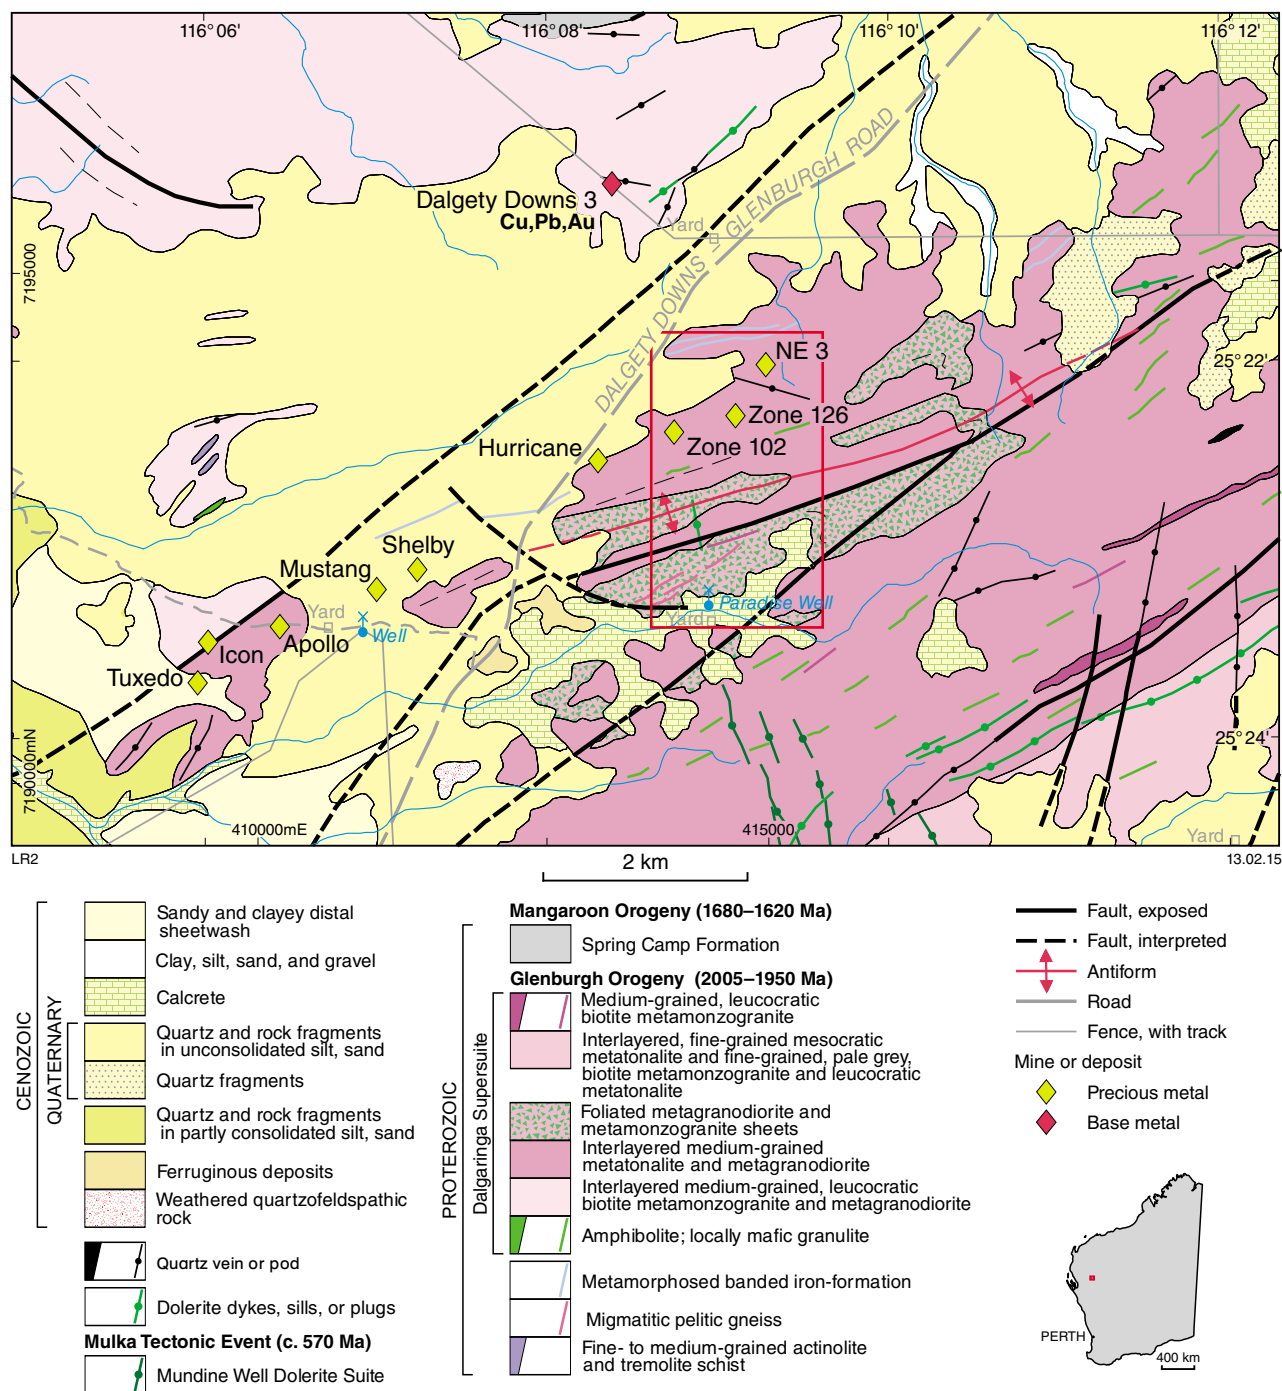 116° 06'
116° 08'
116° 10'
116° 12'
DALGETY DOWNS – GLENBURGH ROAD
Dalgety Downs 3
Cu,Pb,Au
Yard
7195000
NE 3
25° 22'
Zone 126
Zone 102
Hurricane
Shelby
Mustang
Paradise Well
Yard
Yard
Well
Apollo
Icon
Tuxedo
25° 24'
7190000mN
410000mE
415000
Yard
LR2
2 km
13.02.15
CENOZOIC
QUATERNARY
Sandy and clayey distal
sheetwash
Clay, silt, sand, and gravel
Calcrete
Quartz and rock fragments
in unconsolidated silt, sand
Quartz fragments
Quartz and rock fragments
in partly consolidated silt, sand
Ferruginous deposits
Weathered quartzofeldspathic
rock
Quartz vein or pod
Dolerite dykes, sills, or plugs
Mulka Tectonic Event (c. 570 Ma)
Mundine Well Dolerite Suite
PROTEROZOIC
Mangaroon Orogeny (1680–1620 Ma)
Spring Camp Formation
Glenburgh Orogeny (2005–1950 Ma)
Dalgaringa Supersuite
Medium-grained, leucocratic
biotite metamonzogranite
Interlayered, fine-grained mesocratic
metatonalite and fine-grained, pale grey,
biotite metamonzogranite and leucocratic
metatonalite
Foliated metagranodiorite and
metamonzogranite sheets
Interlayered medium-grained
metatonalite and metagranodiorite
Interlayered medium-grained, leucocratic
biotite metamonzogranite and metagranodiorite
Amphibolite; locally mafic granulite
Metamorphosed banded iron-formation
Migmatitic pelitic gneiss
Fine- to medium-grained actinolite
and tremolite schist
Fault, exposed
Fault, interpreted
Antiform
Road
Fence, with track
Mine or deposit
Precious metal
Base metal
PERTH
400 km